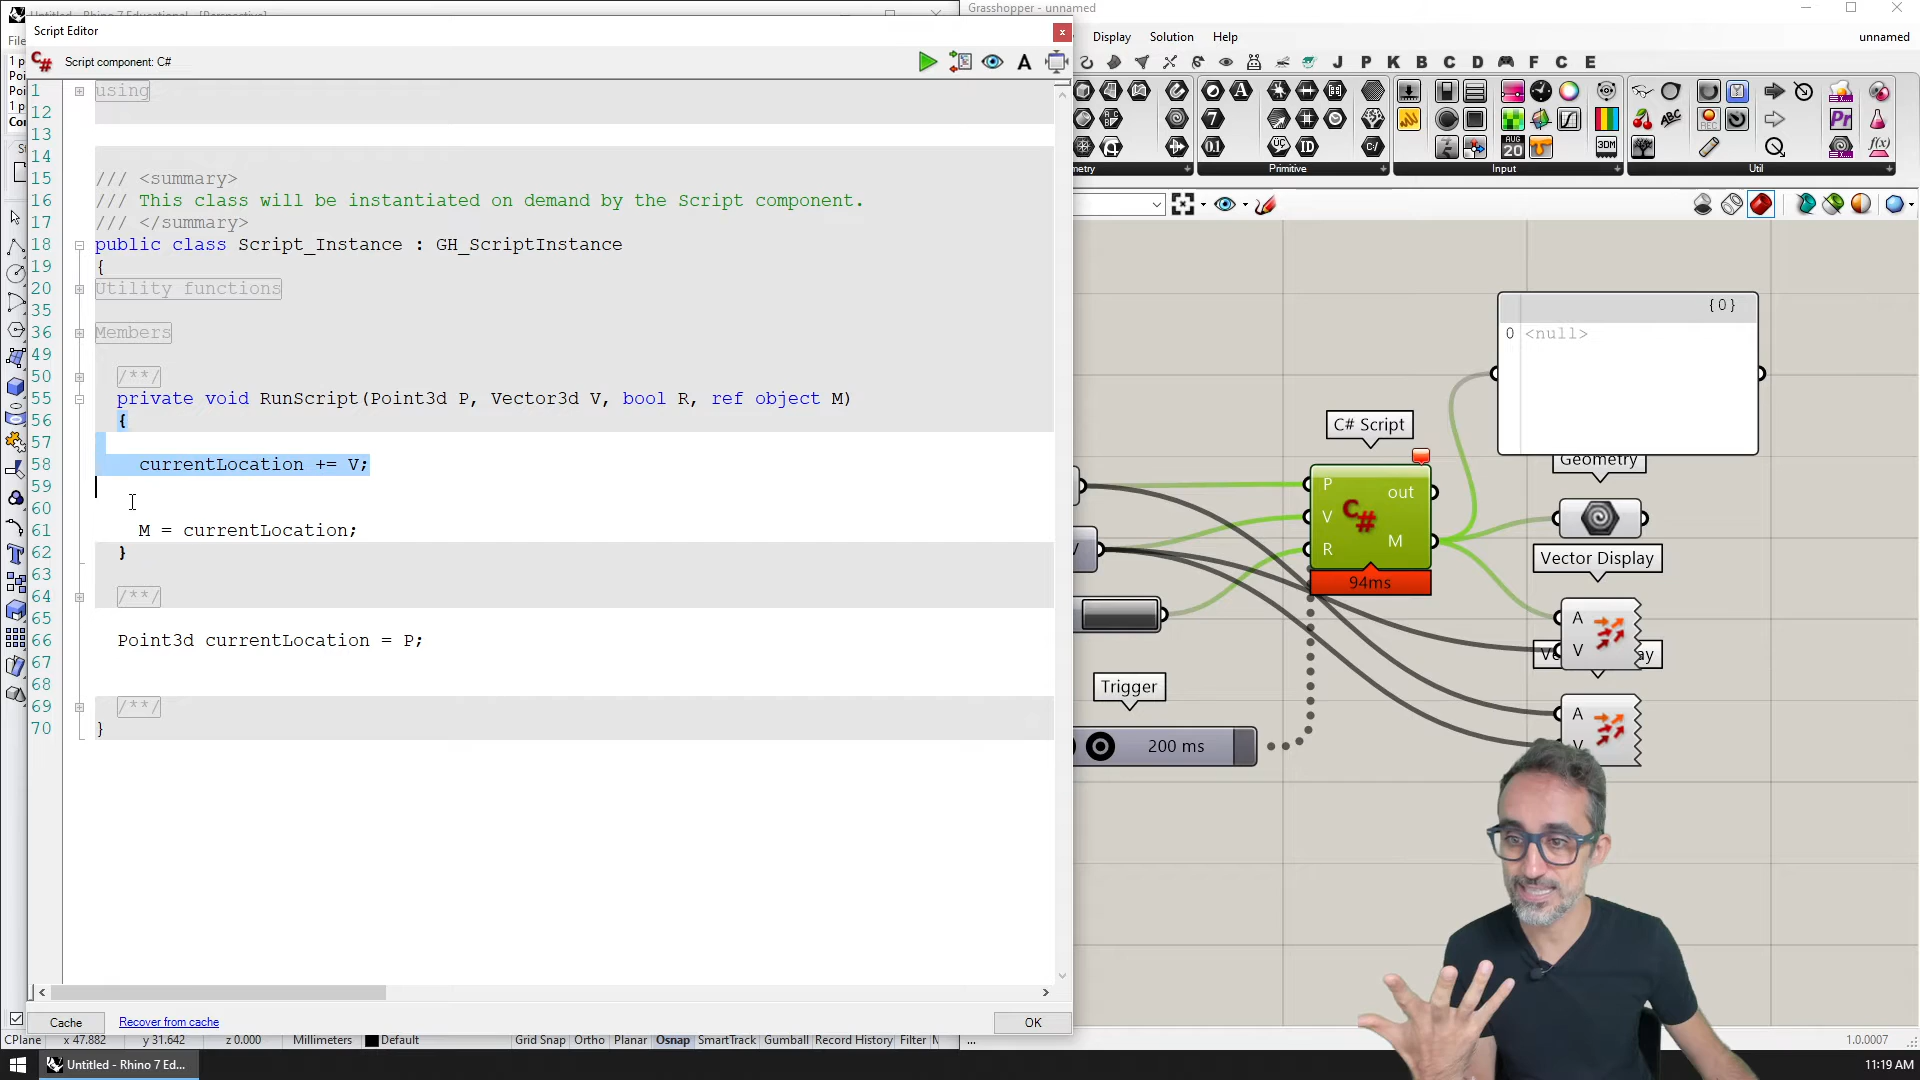 Untitled - Rhino 7 Educational - [Perspective]
Grasshopper - unnamed
Script Editor
Display
Solution
Help
unnamed
Script component: C#
J P K B C D F C E
1 using
12
13
14
15 /// <summary>
16 /// This class will be instantiated on demand by the Script component.
17 /// </summary>
18 public class Script_Instance : GH_ScriptInstance
19 {
20 Utility functions
35
36 Members
49
50 /**/
55 private void RunScript(Point3d P, Vector3d V, bool R, ref object M)
56 {
57
58 currentLocation += V;
59
60
61 M = currentLocation;
62 }
63
64 /**/
65
66 Point3d currentLocation = P;
67
68
69 /**/
70 }
Primitive
Input
Util
{0}
0 <null>
C# Script
P
V
R
out
M
94ms
Geometry
Vector Display
A
V
A
V
Trigger
200 ms
Cache
Recover from cache
OK
CPlane
x 47.882
y 31.642
z 0.000
Millimeters
Default
Grid Snap
Ortho
Planar
Osnap
SmartTrack
Gumball
Record History
Filter
...
1.0.0007
Untitled - Rhino 7 Ed...
11:19 AM